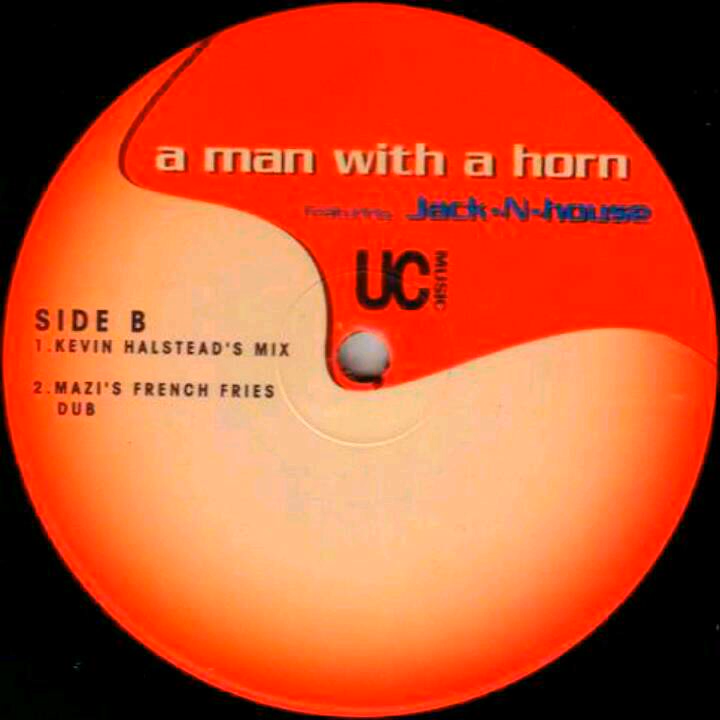 a man with a horn
featuring Jack-N-house
UC MUSIC
SIDE B
1.KEVIN HALSTEAD'S MIX
2.MAZI'S FRENCH FRIES
DUB